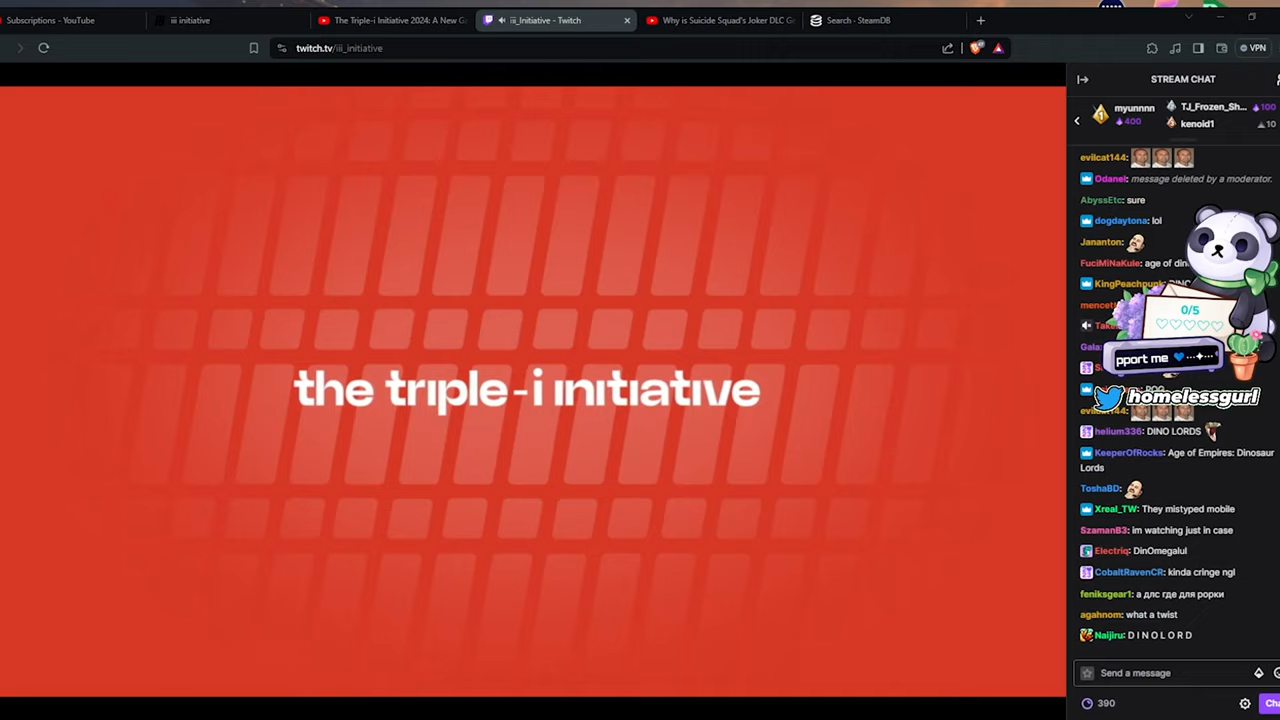 Subscriptions - YouTube
iii initiative
The Triple-i Initiative 2024: A New G
iii_Initiative - Twitch
Why is Suicide Squad's Joker DLC G
Search - SteamDB
twitch.tv/iii_initiative
VPN
STREAM CHAT
1 myunnnn 400
TJ_Frozen_Sh... 100
kenoid1 10
evilcat144:
Odanel: message deleted by a moderator.
AbyssEtc: sure
dogdaytona: lol
Jananton:
FuciMiNaKule: age of din
KingPeachpunk:
evilcat144:
helium336: DINO LORDS
KeeperOfRocks: Age of Empires: Dinosaur
Lords
ToshaBD:
Xreal_TW: They mistyped mobile
SzamanB3: im watching just in case
Electriq: DinOmegalul
CobaltRavenCR: kinda cringe ngl
feniksgear1: а длс где для рорки
agahnom: what a twist
Naijiru: D I N O L O R D
Send a message
390
Cha
0/5
pport me
homelessgurl
the triple-i initiative